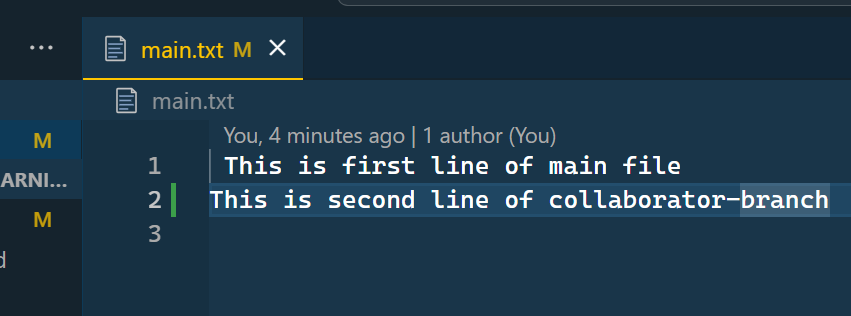 ...
main.txt M
main.txt
M
You, 4 minutes ago | 1 author (You)
1 This is first line of main file
ARNI...
2 This is second line of collaborator-branch
M
3
d